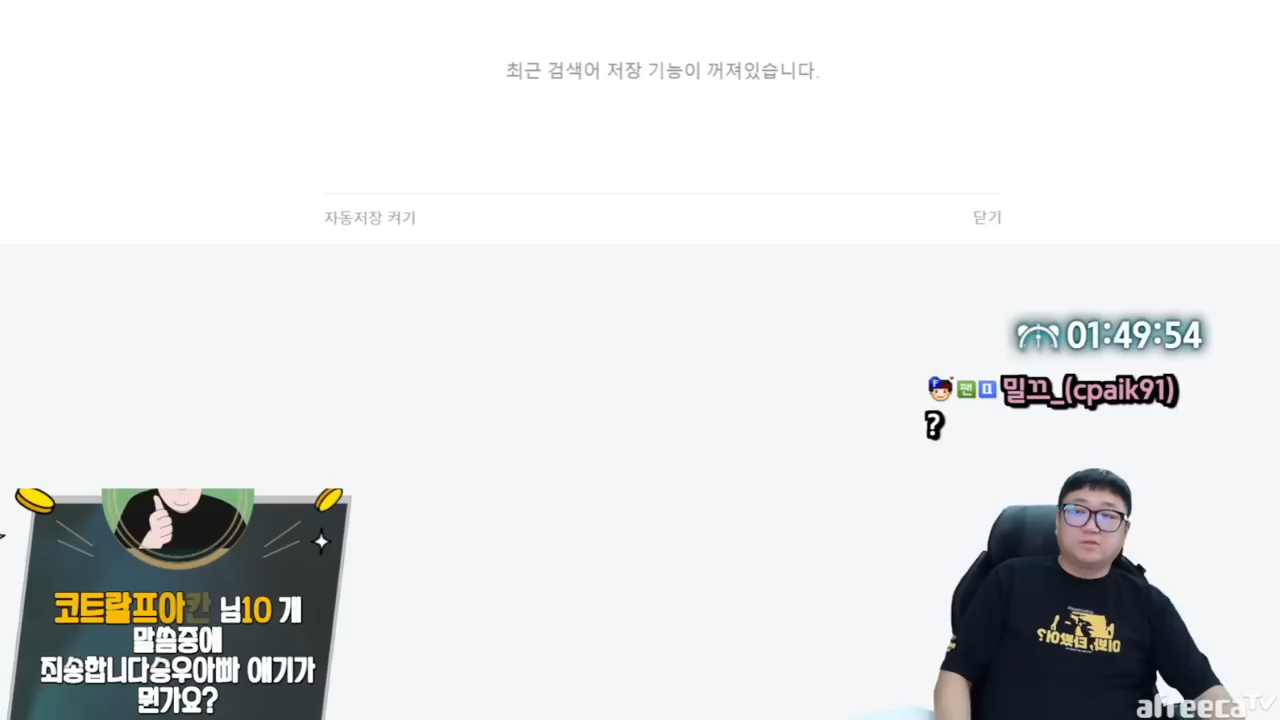 최근 검색어 저장 기능이 꺼져있습니다.
자동저장 켜기
닫기
01:49:54
F 팬 밀끄_(cpaik91)
?
코트랄프아칸 님10 개
말씀중에
죄송합니다승우아빠 얘기가
뭔가요?
afreecaTV